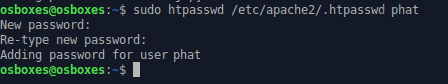 osboxes@osboxes:~$ sudo htpasswd /etc/apache2/.htpasswd phat
New password:
Re-type new password:
Adding password for user phat
osboxes@osboxes:~$